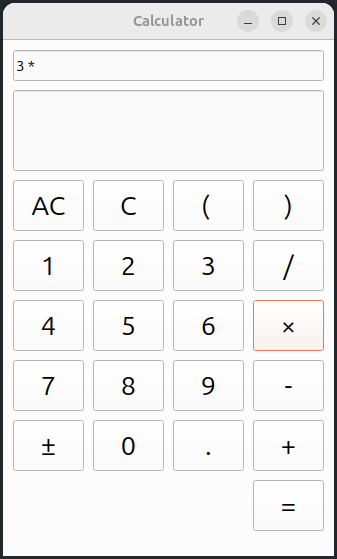 Calculator
3 *
AC C ( )
1 2 3 /
4 5 6 ×
7 8 9 -
± 0 . +
=